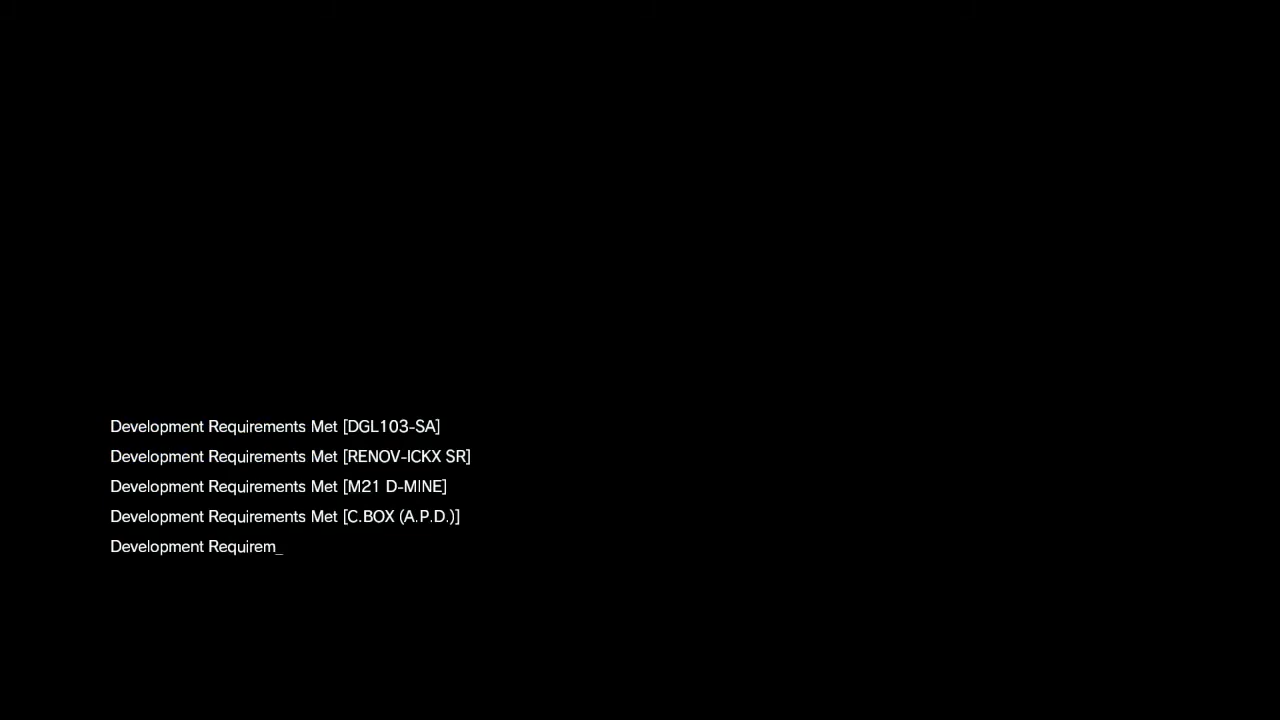 Development Requirements Met [DGL103-SA]
Development Requirements Met [RENOV-ICKX SR]
Development Requirements Met [M21 D-MINE]
Development Requirements Met [C.BOX (A.P.D.)]
Development Requirem_